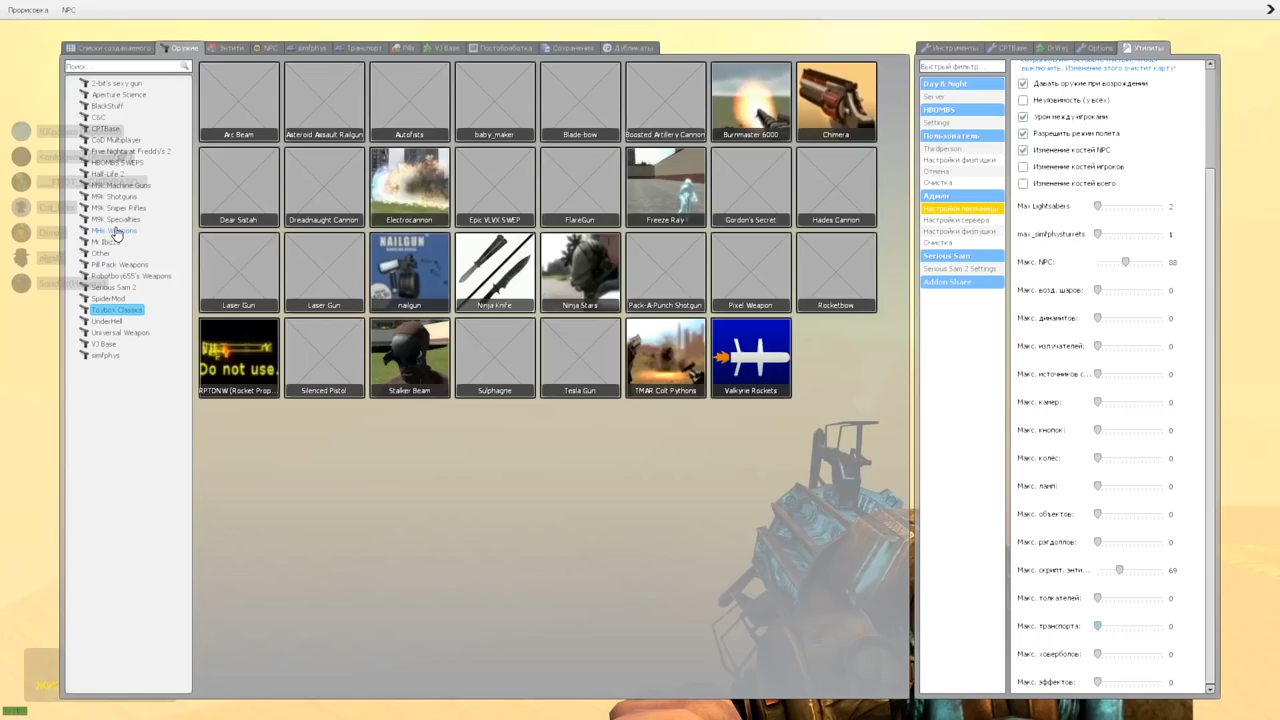 Прорисовка NPC
Списки создаваемого Оружие Энтити NPC simfphys Транспорт Pills VJ Base Постобработка Сохранения Дубликаты
Инструменты CPTBase DrVrej Options Утилиты
Поиск...
2-bit's sexy gun
Aperture Science
BlackStuff
C&C
CPTBase
CoD Multiplayer
Five Nights at Freddy's 2
HBOMBS SWEPS
Half-Life 2
M9k Machine Guns
M9k Shotguns
M9k Sniper Rifles
M9k Specialties
MHs Weapons
Other
Pill Pack Weapons
Robotboy655's Weapons
Serious Sam 2
SpiderMod
Toybox Classics
UnderHell
Universal Weapon
VJ Base
simfphys
Arc Beam
Asteroid Assault Railgun
Autofists
baby_maker
Blade-bow
Boosted Artillery Cannon
Burnmaster 6000
Chimera
Dear Sistah
Dreadnaught Cannon
Electrocannon
Epic VLVX SWEP
FlareGun
Freeze Ray
Gordon's Secret
Hades Cannon
Laser Gun
Laser Gun
NAILGUN
nailgun
Ninja Knife
Ninja Stars
Pack-A-Punch Shotgun
Pixel Weapon
Rocketbow
Do not use.
RPTDNW (Rocket Prop...
Silenced Pistol
Stalker Beam
Sulphagne
Tesla Gun
TMAR Colt Pythons
Valkyrie Rockets
Быстрый фильтр...
Day & Night
Server
HBOMBS
Settings
Пользователь
Thirdperson
Настройки физпушки
Отмена
Очистка
Админ
Настройки песочницы
Настройки сервера
Настройки физпушки
Очистка
Serious Sam
Serious Sam 2 Settings
Addon Share
выключить. Изменение этого очистит карту!
Давать оружие при возрождении
Неуязвимость (у всех)
Урон между игроками
Разрешить режим полёта
Изменение костей NPC
Изменение костей игроков
Изменение костей всего
Max Lightsabers 2
max_simfphysturrets 1
Макс. NPC: 88
Макс. возд. шаров: 0
Макс. динамитов: 0
Макс. излучателей: 0
Макс. источников с... 0
Макс. камер: 0
Макс. кнопок: 0
Макс. колёс: 0
Макс. ламп: 0
Макс. объектов: 0
Макс. рэгдоллов: 0
Макс. скрипт. энти... 69
Макс. толкателей: 0
Макс. транспорта: 0
Макс. ховерболов: 0
Макс. эффектов: 0